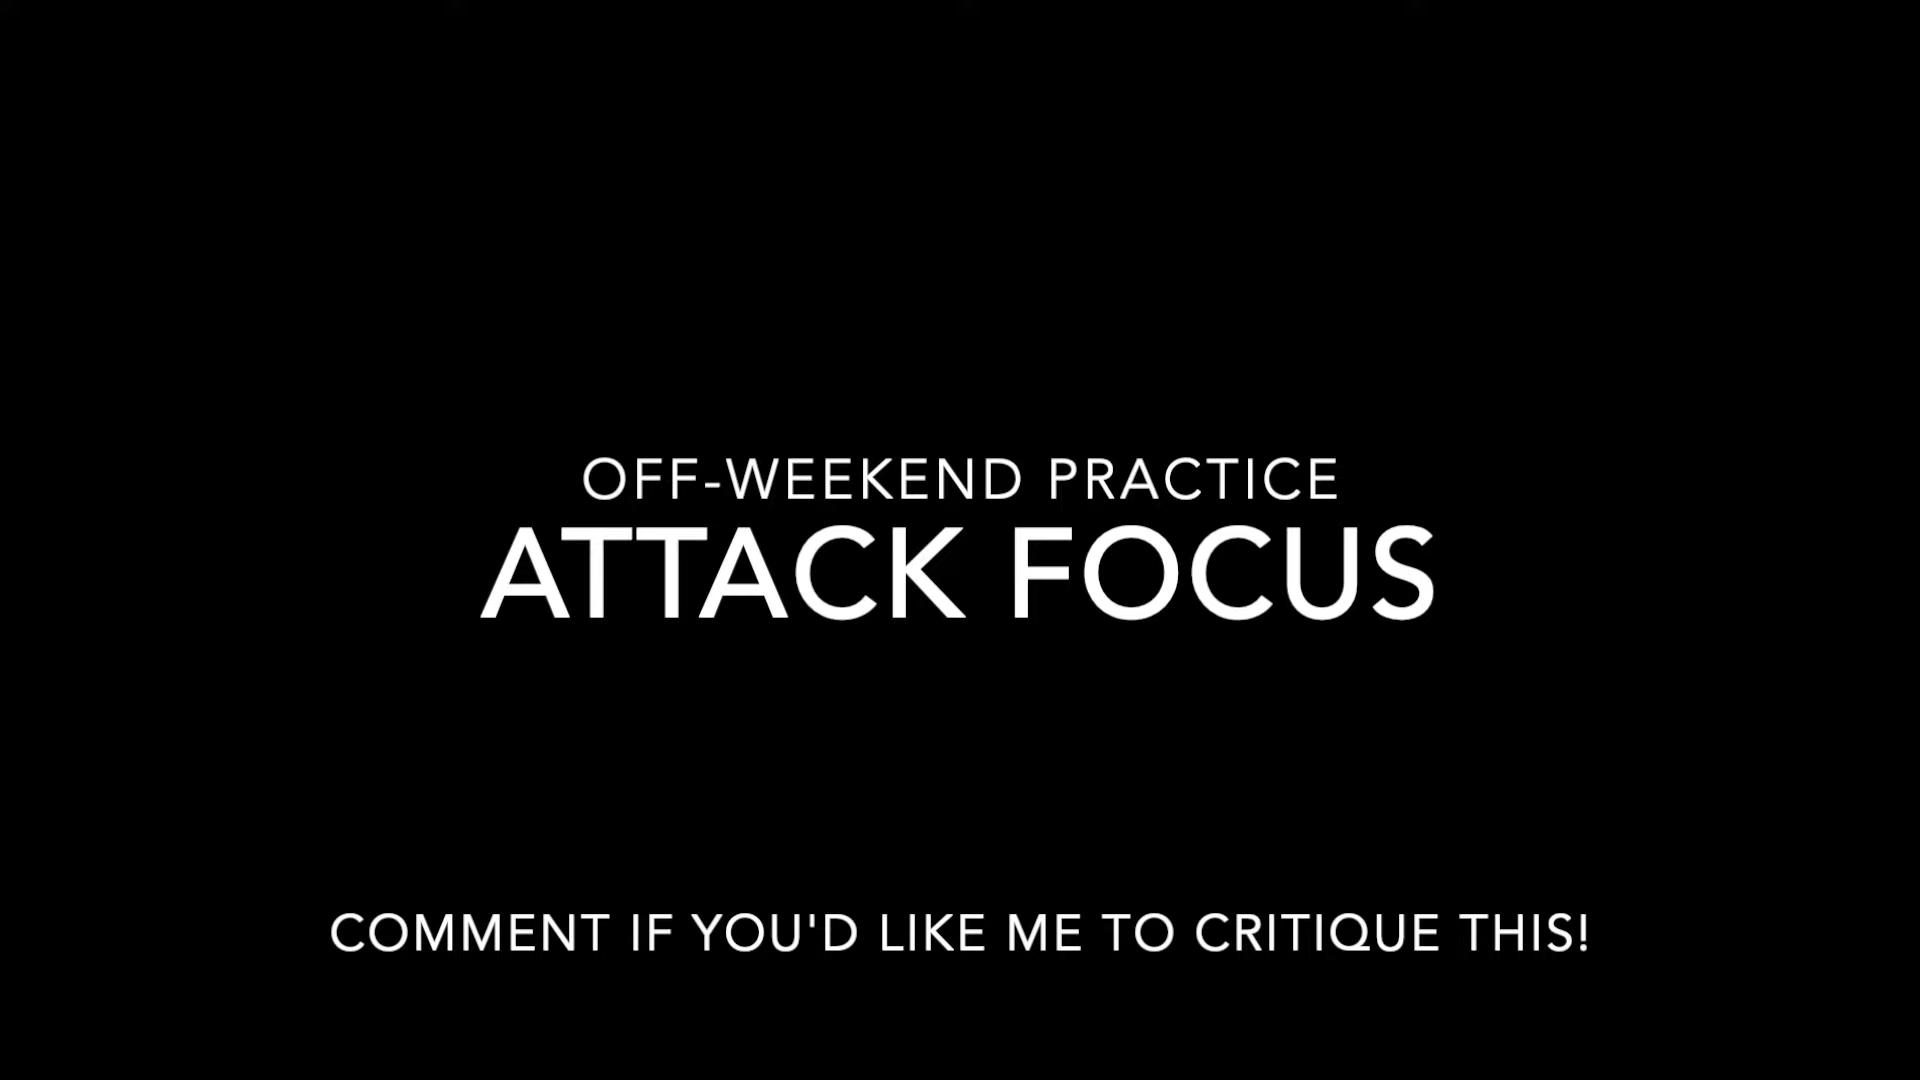 OFF-WEEKEND PRACTICE
ATTACK FOCUS
COMMENT IF YOU'D LIKE ME TO CRITIQUE THIS!